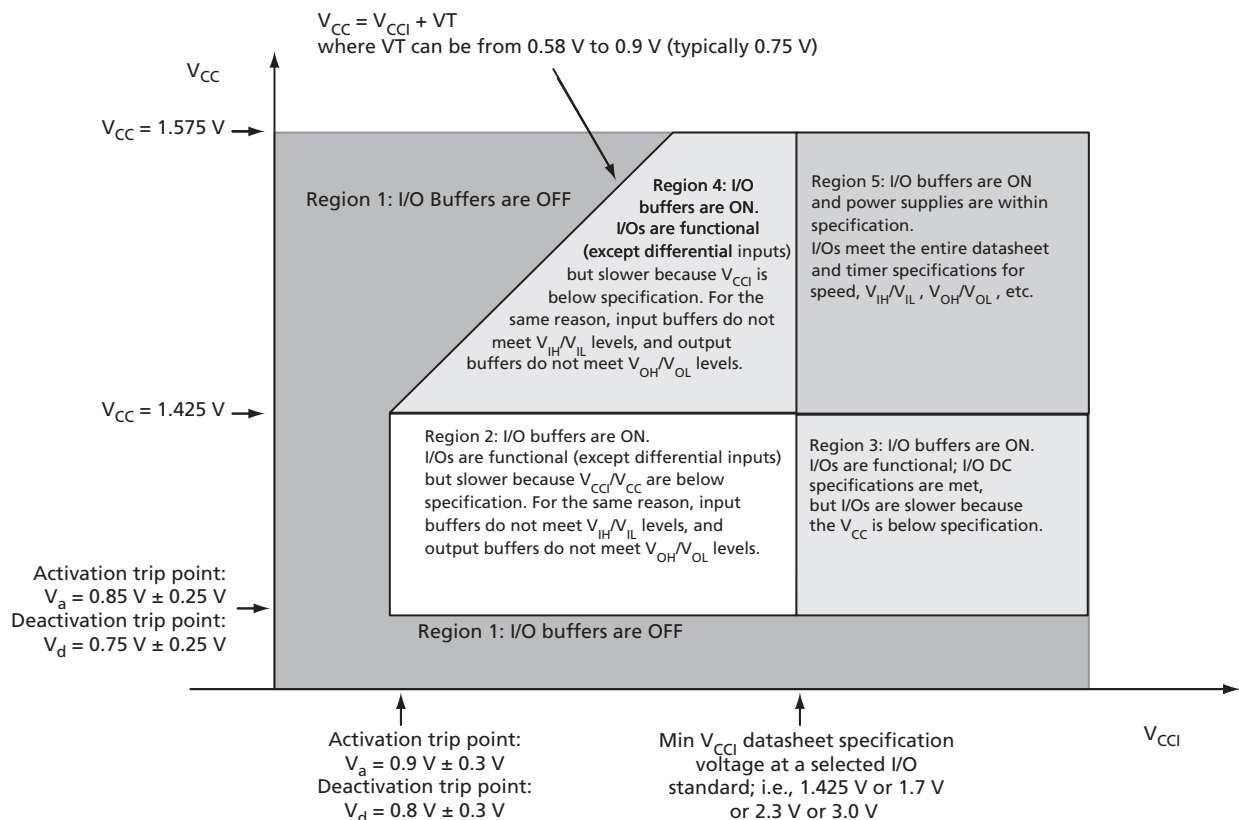 V_CC = V_CCI + VT
where VT can be from 0.58 V to 0.9 V (typically 0.75 V)
V_CC
V_CC = 1.575 V
Region 1: I/O Buffers are OFF
Region 4: I/O
buffers are ON.
I/Os are functional
(except differential inputs)
but slower because V_CCI is
below specification. For the
same reason, input buffers do not
meet V_IH/V_IL levels, and output
buffers do not meet V_OH/V_OL levels.
Region 5: I/O buffers are ON
and power supplies are within
specification.
I/Os meet the entire datasheet
and timer specifications for
speed, V_IH/V_IL , V_OH/V_OL , etc.
V_CC = 1.425 V
Region 2: I/O buffers are ON.
I/Os are functional (except differential inputs)
but slower because V_CCI/V_CC are below
specification. For the same reason, input
buffers do not meet V_IH/V_IL levels, and
output buffers do not meet V_OH/V_OL levels.
Region 3: I/O buffers are ON.
I/Os are functional; I/O DC
specifications are met,
but I/Os are slower because
the V_CC is below specification.
Activation trip point:
V_a = 0.85 V ± 0.25 V
Deactivation trip point:
V_d = 0.75 V ± 0.25 V
Region 1: I/O buffers are OFF
Activation trip point:
V_a = 0.9 V ± 0.3 V
Deactivation trip point:
V_d = 0.8 V ± 0.3 V
Min V_CCI datasheet specification
voltage at a selected I/O
standard; i.e., 1.425 V or 1.7 V
or 2.3 V or 3.0 V
V_CCI